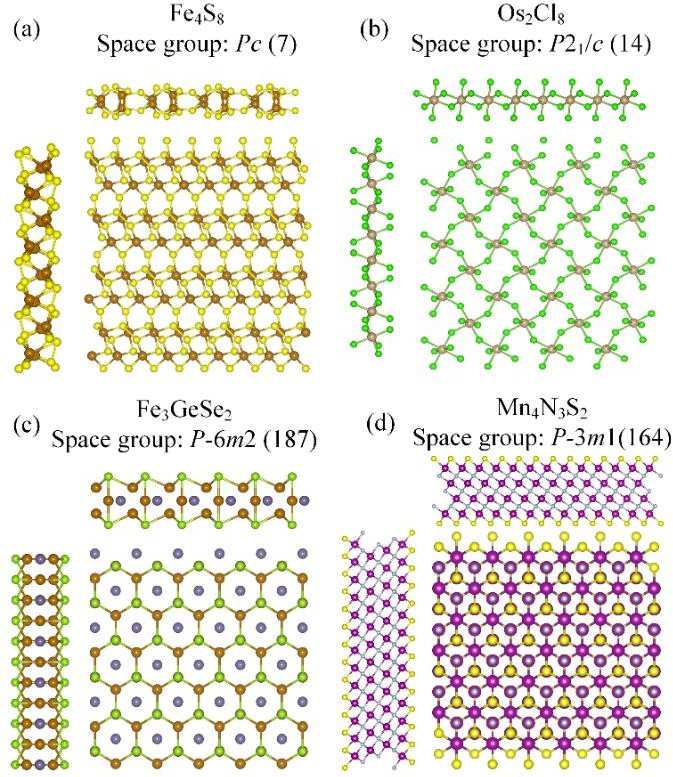 (a) Fe₄S₈
Space group: Pc (7)
(b) Os₂Cl₈
Space group: P2₁/c (14)
(c) Fe₃GeSe₂
Space group: P-6m2 (187)
(d) Mn₄N₃S₂
Space group: P-3m1(164)